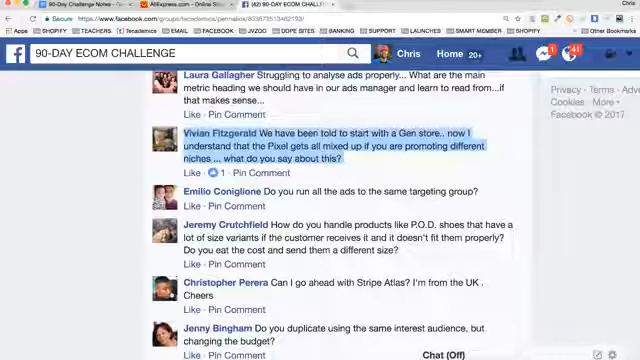 90-Day Challenge Notes -
AliExpress.com - Online S
(42) 90-DAY ECOM CHALLEN
Chris
https://www.facebook.com/groups/tecademics/permalink/833673513462193/
Apps
SHOPIFY
TRENDS
Tecademics
FACEBOOK
JVZOO
DOPE SITES
BANKING
SUPPORT
LAUNCH
SHOPIFY
SMART MEMBER
Other Bookmarks
90-DAY ECOM CHALLENGE
Chris
Home 20+
1
41
Laura Gallagher Struggling to analyse ads properly... What are the main
metric heading we should have in our ads manager and learn to read from...if
that makes sense...
Like · Pin Comment
Vivian Fitzgerald We have been told to start with a Gen store.. now I
understand that the Pixel gets all mixed up if you are promoting different
niches ... what do you say about this?
Like · 1 · Pin Comment
Emilio Coniglione Do you run all the ads to the same targeting group?
Like · Pin Comment
Jeremy Crutchfield How do you handle products like P.O.D. shoes that have a
lot of size variants if the customer receives it and it doesn't fit them properly?
Do you eat the cost and send them a different size?
Like · Pin Comment
Christopher Perera Can I go ahead with Stripe Atlas? I'm from the UK .
Cheers
Like · Pin Comment
Jenny Bingham Do you duplicate using the same interest audience, but
changing the budget?
Like · Pin Comment
Privacy · Terms · Adve
Cookies · More
Facebook © 2017
Chat (Off)